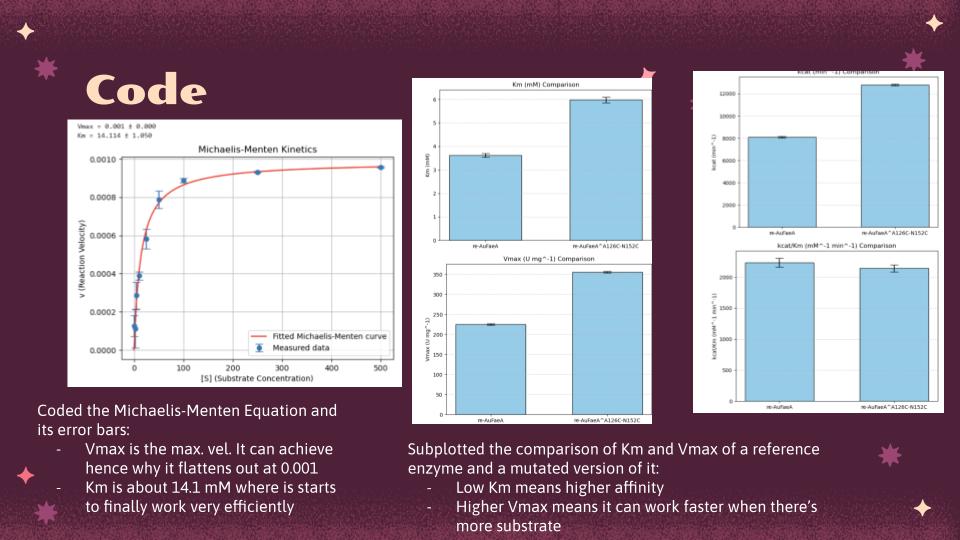 Code
Vmax = 0.001 ± 0.000
Km = 14.114 ± 1.050
Michaelis-Menten Kinetics
0.0010
0.0008
0.0006
0.0004
0.0002
0.0000
v (Reaction Velocity)
Fitted Michaelis-Menten curve
Measured data
0 100 200 300 400 500
[S] (Substrate Concentration)
Coded the Michaelis-Menten Equation and
its error bars:
- Vmax is the max. vel. It can achieve
hence why it flattens out at 0.001
- Km is about 14.1 mM where is starts
to finally work very efficiently
Km (mM) Comparison
6
5
4
3
2
1
0
Km (mM)
re-AuFaeA re-AuFaeA^A126C-N152C
Vmax (U mg^-1) Comparison
350
300
250
200
150
100
50
0
Vmax (U mg^-1)
re-AuFaeA re-AuFaeA^A126C-N152C
kcat (min^-1) Comparison
12000
10000
8000
6000
4000
2000
0
kcat (min^-1)
re-AuFaeA re-AuFaeA^A126C-N152C
kcat/Km (mM^-1 min^-1) Comparison
2000
1500
1000
500
0
kcat/Km (mM^-1 min^-1)
re-AuFaeA re-AuFaeA^A126C-N152C
Subplotted the comparison of Km and Vmax of a reference
enzyme and a mutated version of it:
- Low Km means higher affinity
- Higher Vmax means it can work faster when there's
more substrate